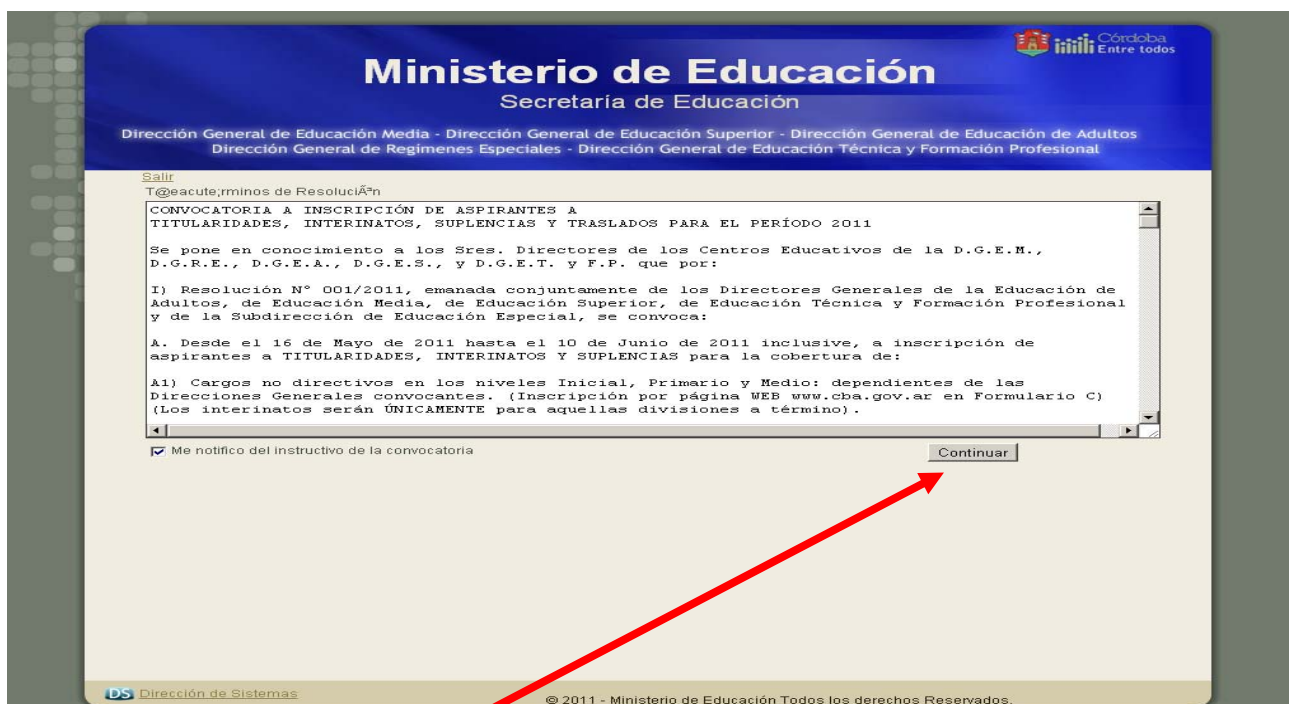 Córdoba
Entre todos
Ministerio de Educación
Secretaría de Educación
Dirección General de Educación Media - Dirección General de Educación Superior - Dirección General de Educación de Adultos
Dirección General de Regímenes Especiales - Dirección General de Educación Técnica y Formación Profesional
Salir
T@eacute;rminos de ResoluciÃªn
CONVOCATORIA A INSCRIPCIÓN DE ASPIRANTES A
TITULARIDADES, INTERINATOS, SUPLENCIAS Y TRASLADOS PARA EL PERÍODO 2011
Se pone en conocimiento a los Sres. Directores de los Centros Educativos de la D.G.E.M.,
D.G.R.E., D.G.E.A., D.G.E.S., y D.G.E.T. y F.P. que por:
I) Resolución N° 001/2011, emanada conjuntamente de los Directores Generales de la Educación de
Adultos, de Educación Media, de Educación Superior, de Educación Técnica y Formación Profesional
y de la Subdirección de Educación Especial, se convoca:
A. Desde el 16 de Mayo de 2011 hasta el 10 de Junio de 2011 inclusive, a inscripción de
aspirantes a TITULARIDADES, INTERINATOS Y SUPLENCIAS para la cobertura de:
A1) Cargos no directivos en los niveles Inicial, Primario y Medio: dependientes de las
Direcciones Generales convocantes. (Inscripción por página WEB www.cba.gov.ar en Formulario C)
(Los interinatos serán ÚNICAMENTE para aquellas divisiones a término).
Me notifico del instructivo de la convocatoria
Continuar
DS Dirección de Sistemas
© 2011 - Ministerio de Educación Todos los derechos Reservados.